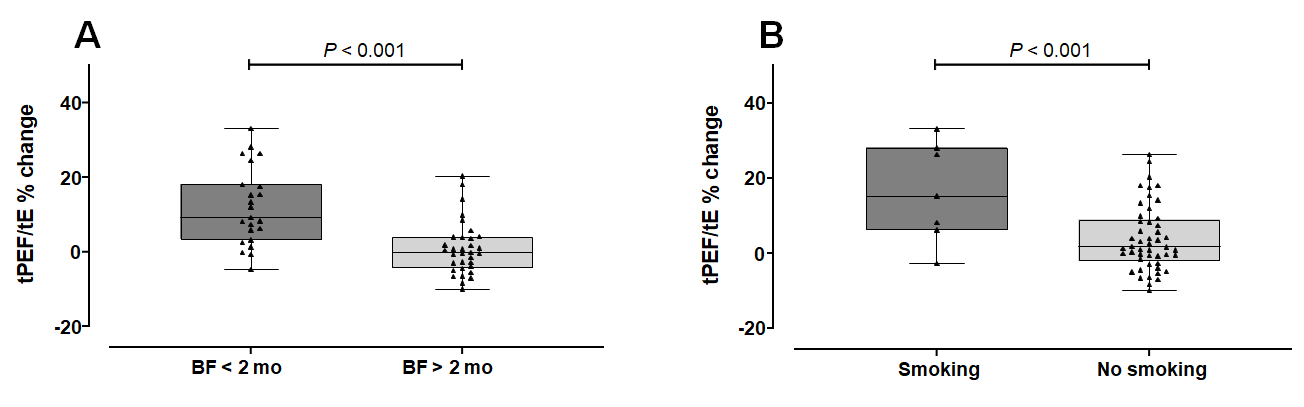 A
P < 0.001
tPEF/tE % change
40
20
0
-20
BF < 2 mo
BF > 2 mo
B
P < 0.001
tPEF/tE % change
40
20
0
-20
Smoking
No smoking